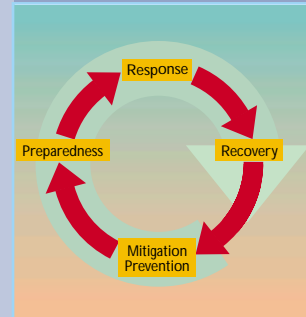 Response
Preparedness
Recovery
Mitigation
Prevention